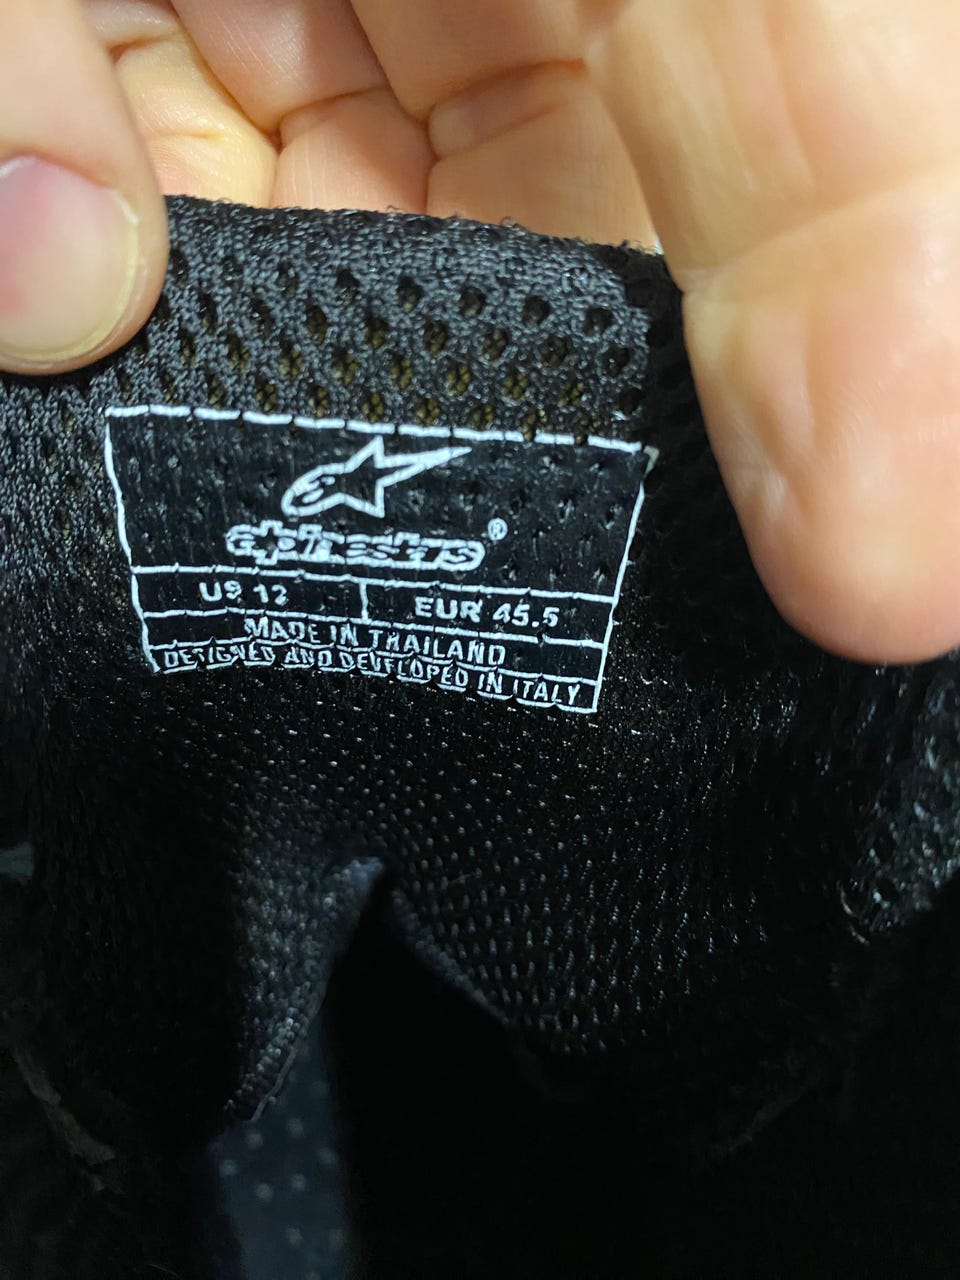 alpinestars®
US 12 EUR 45.5
MADE IN THAILAND
DESIGNED AND DEVELOPED IN ITALY